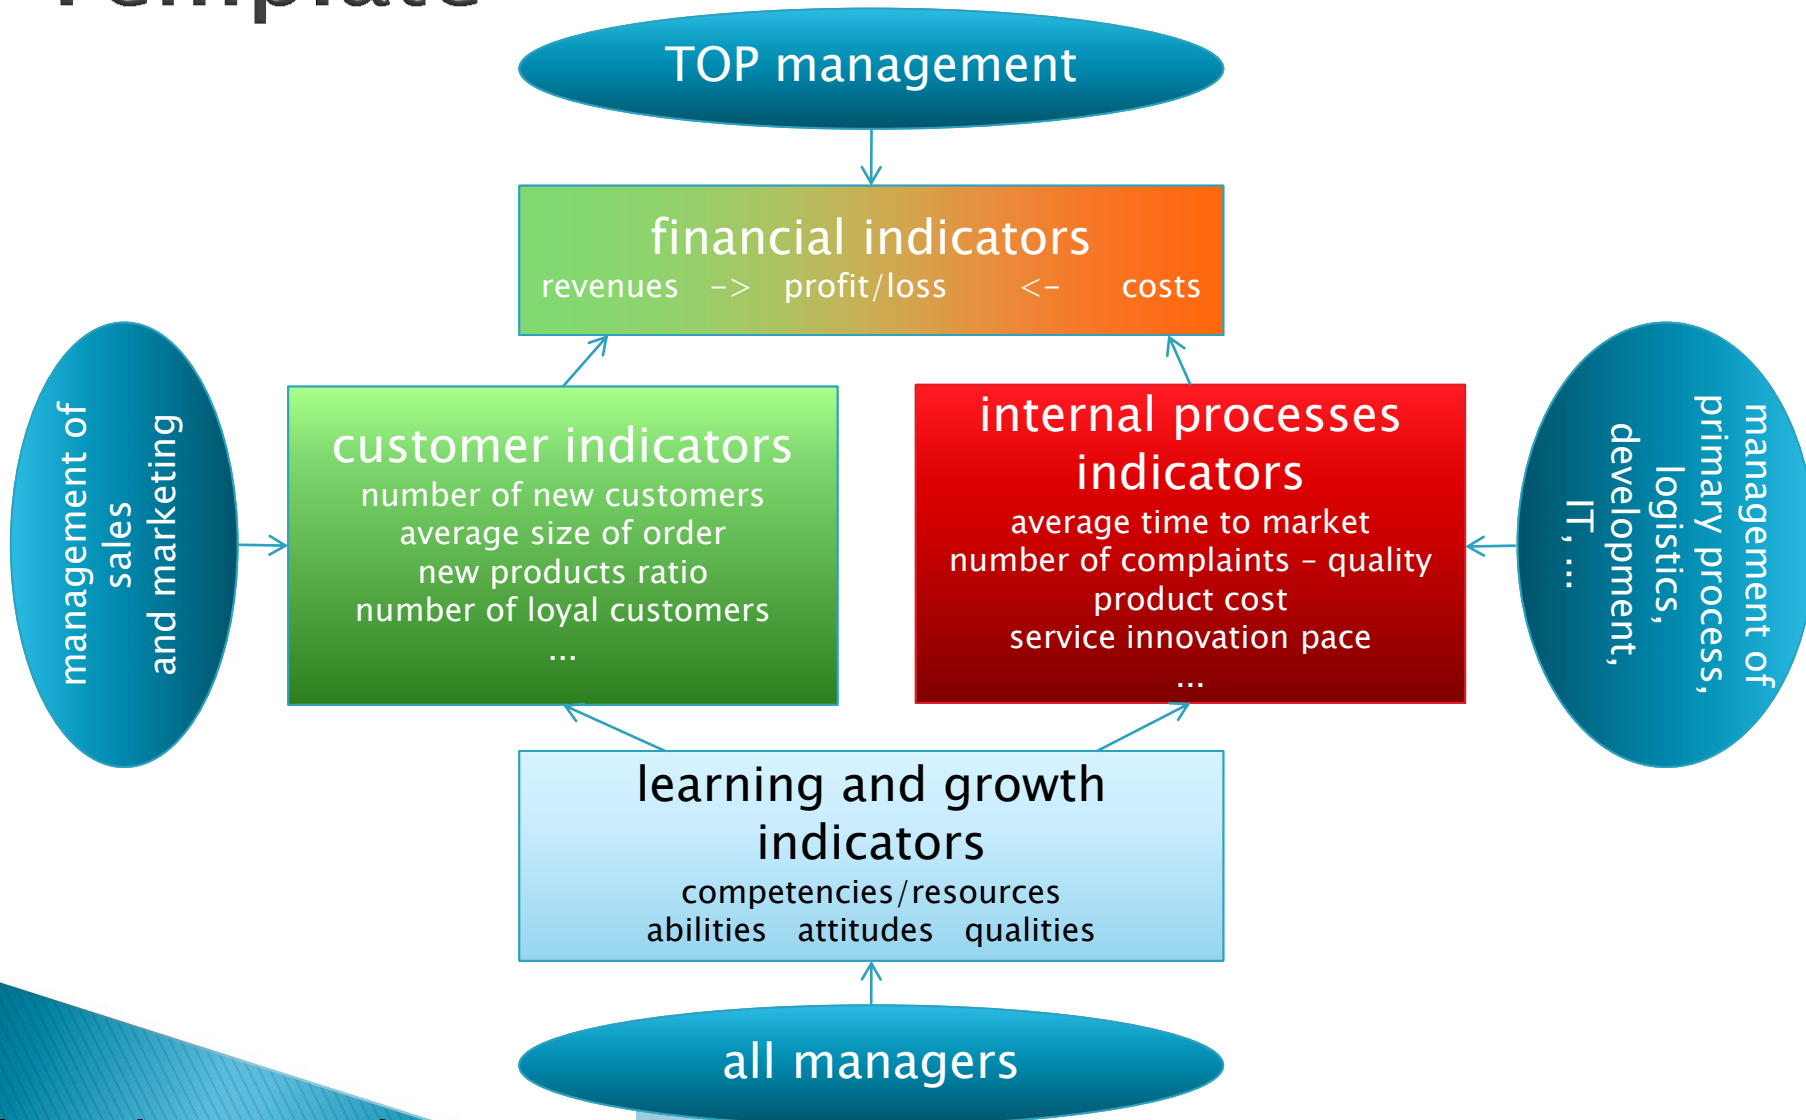 Template
TOP management
financial indicators
revenues -> profit/loss <- costs
management of
sales
and marketing
customer indicators
number of new customers
average size of order
new products ratio
number of loyal customers
...
internal processes
indicators
average time to market
number of complaints – quality
product cost
service innovation pace
...
management of
primary process,
logistics,
development,
IT, ...
learning and growth
indicators
competencies/resources
abilities attitudes qualities
all managers